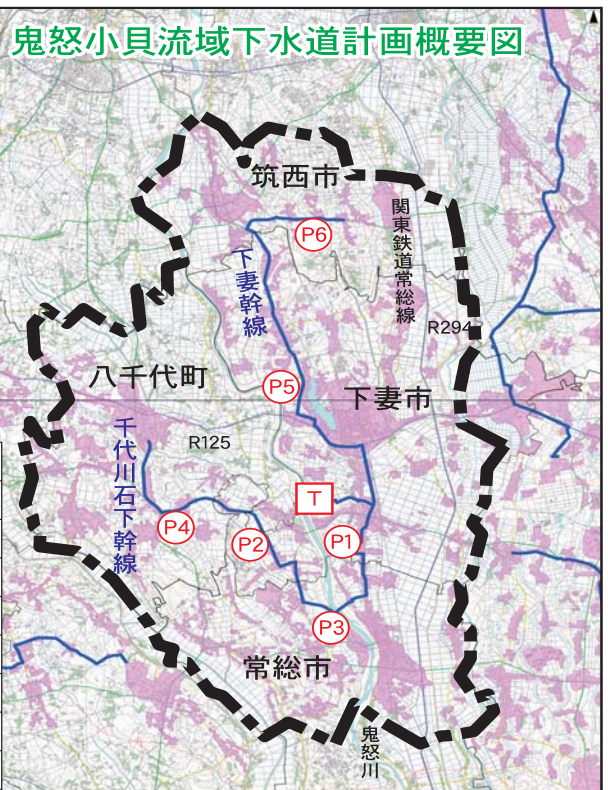 鬼怒小貝流域下水道計画概要図
筑西市
関東鉄道常総線
P6
下妻幹線
R294
八千代町
P5
下妻市
千代川石下幹線
R125
T
P4
P2
P1
P3
常総市
鬼怒川